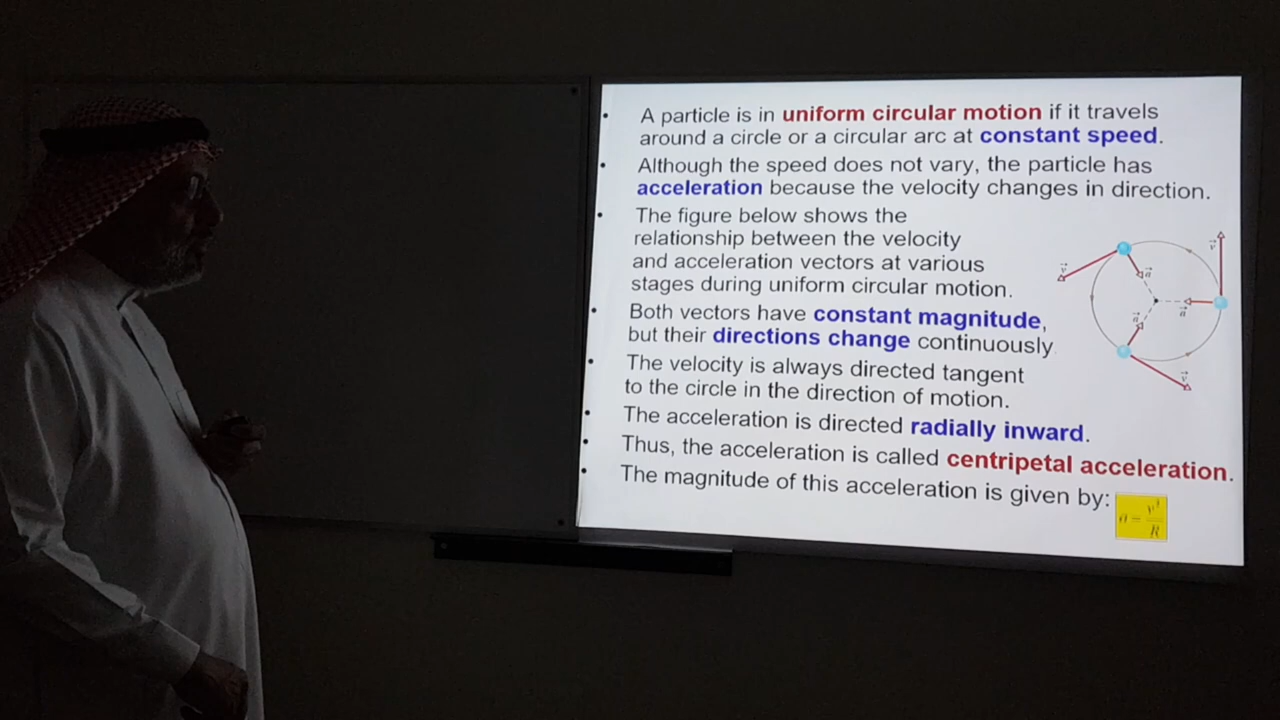 • A particle is in uniform circular motion if it travels
around a circle or a circular arc at constant speed.
• Although the speed does not vary, the particle has
acceleration because the velocity changes in direction.
• The figure below shows the
relationship between the velocity
and acceleration vectors at various
stages during uniform circular motion.
• Both vectors have constant magnitude,
but their directions change continuously.
• The velocity is always directed tangent
to the circle in the direction of motion.
• The acceleration is directed radially inward.
• Thus, the acceleration is called centripetal acceleration.
• The magnitude of this acceleration is given by: a = v²/R
v⃗
a⃗
v⃗
a⃗
a⃗
v⃗